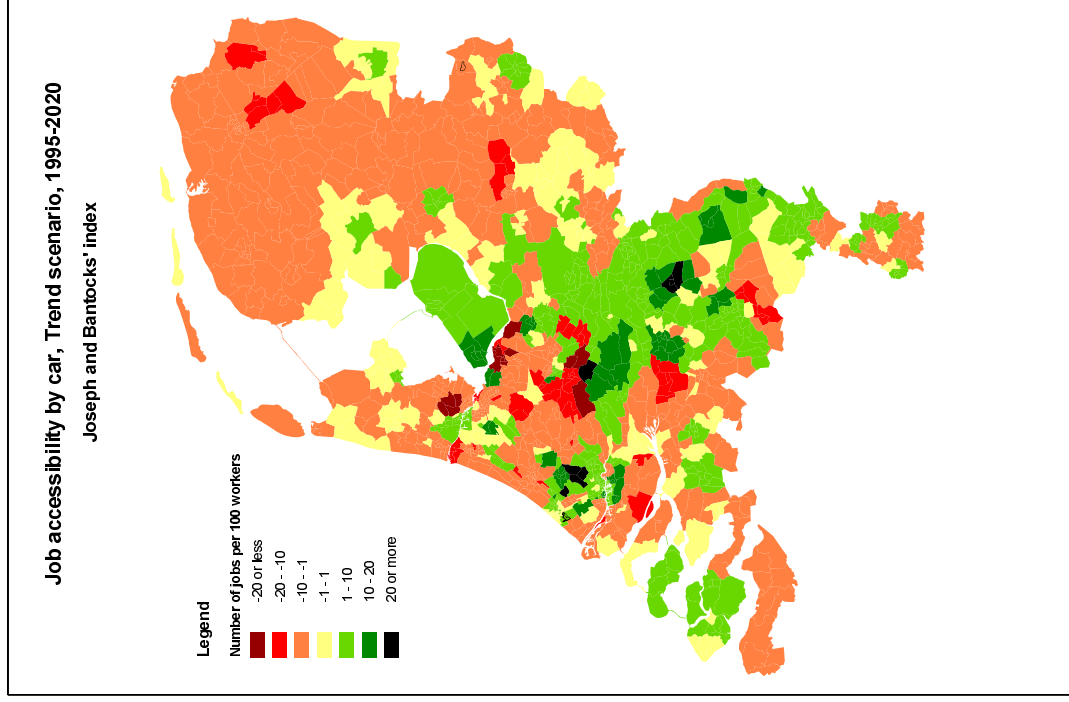 Job accessibility by car, Trend scenario, 1995-2020
Joseph and Bantocks' index
Legend
Number of jobs per 100 workers
-20 or less
-20 - -10
-10 - -1
-1 - 1
1 - 10
10 - 20
20 or more